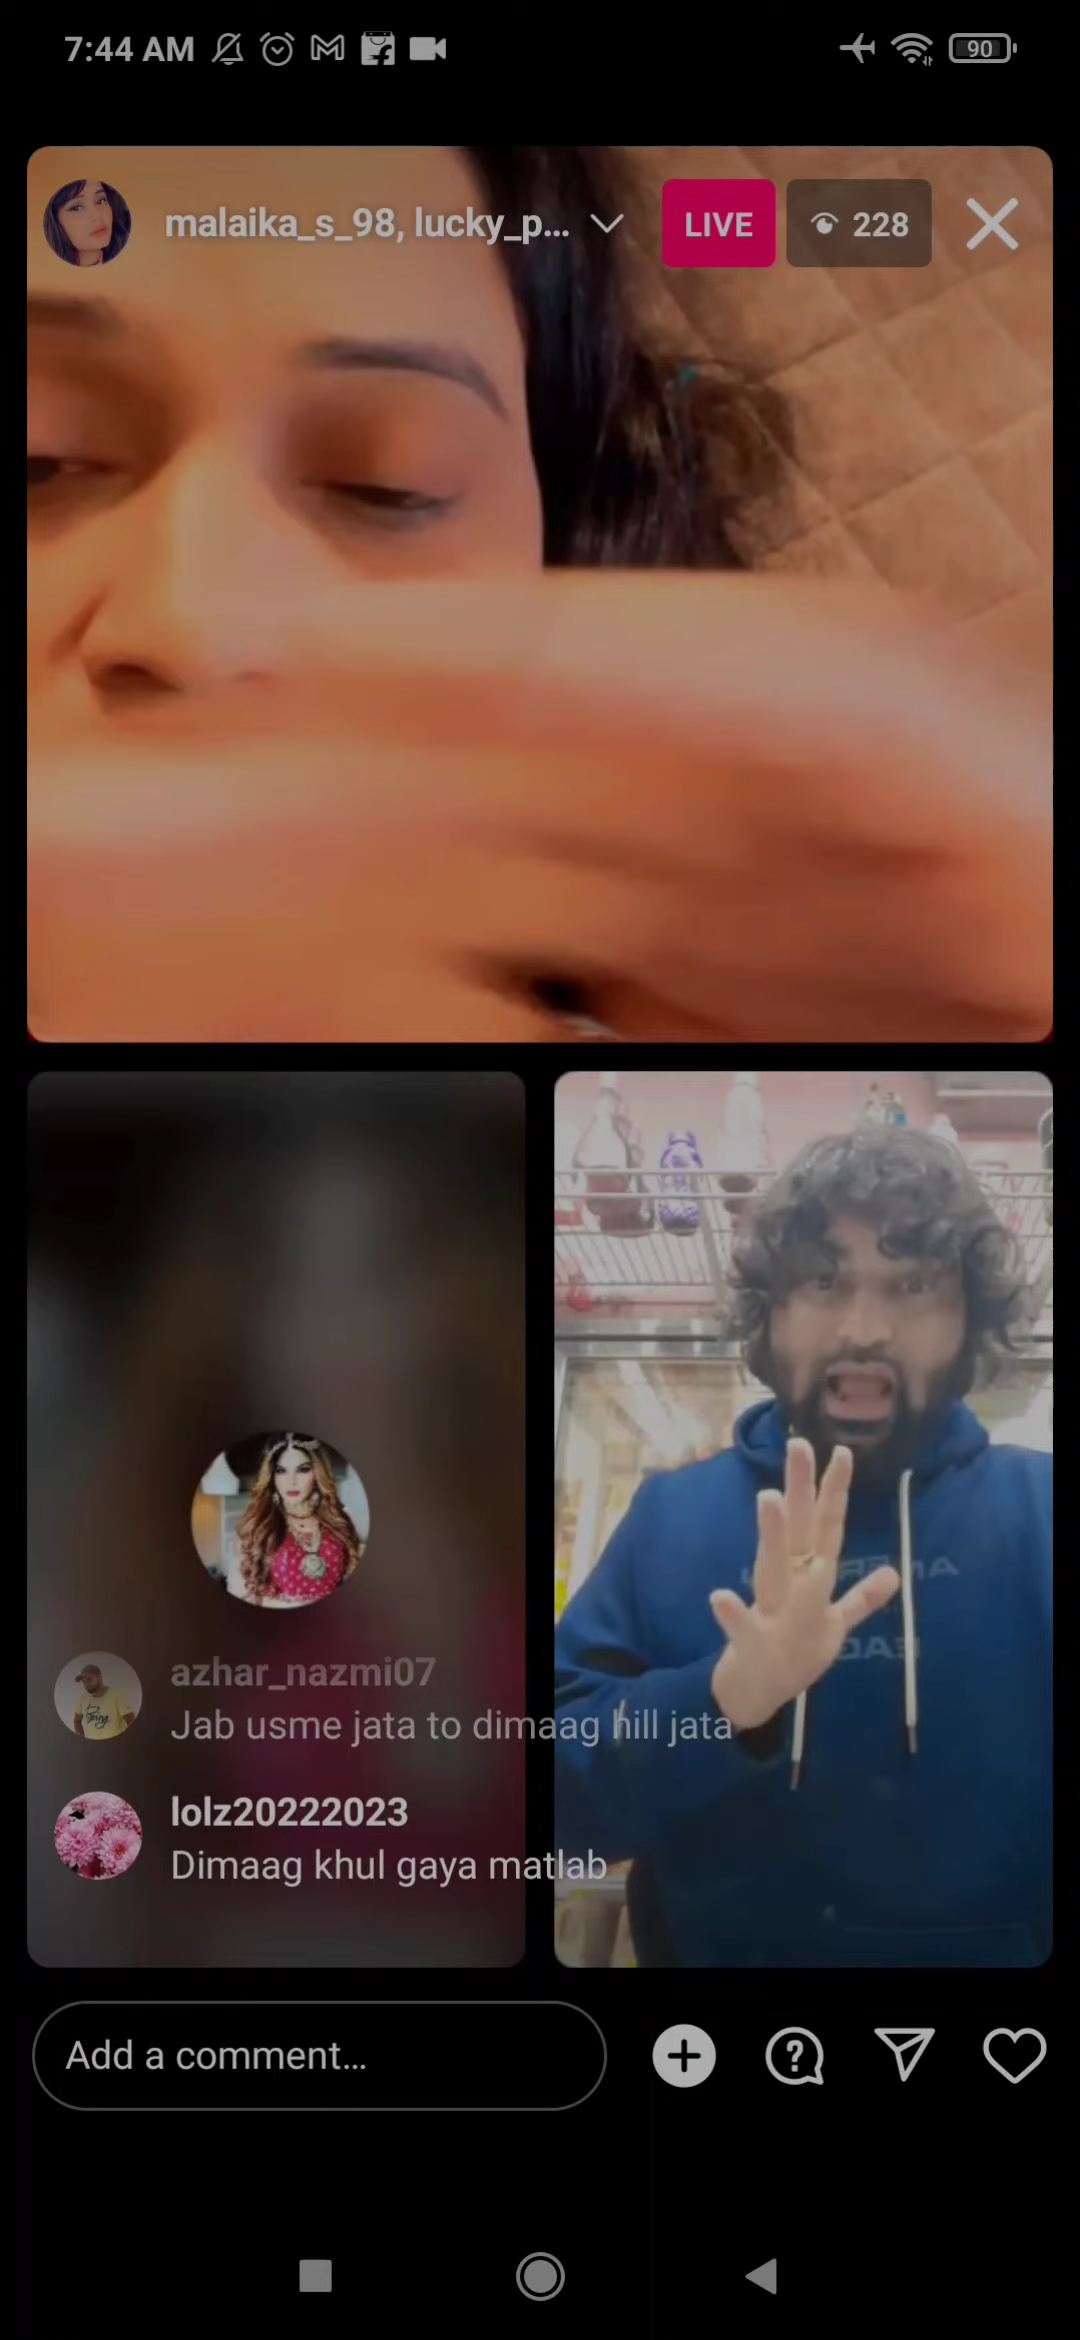 7:44 AM
90
malaika_s_98, lucky_p...
LIVE
228
azhar_nazmi07
Jab usme jata to dimaag hill jata
lolz20222023
Dimaag khul gaya matlab
Add a comment...